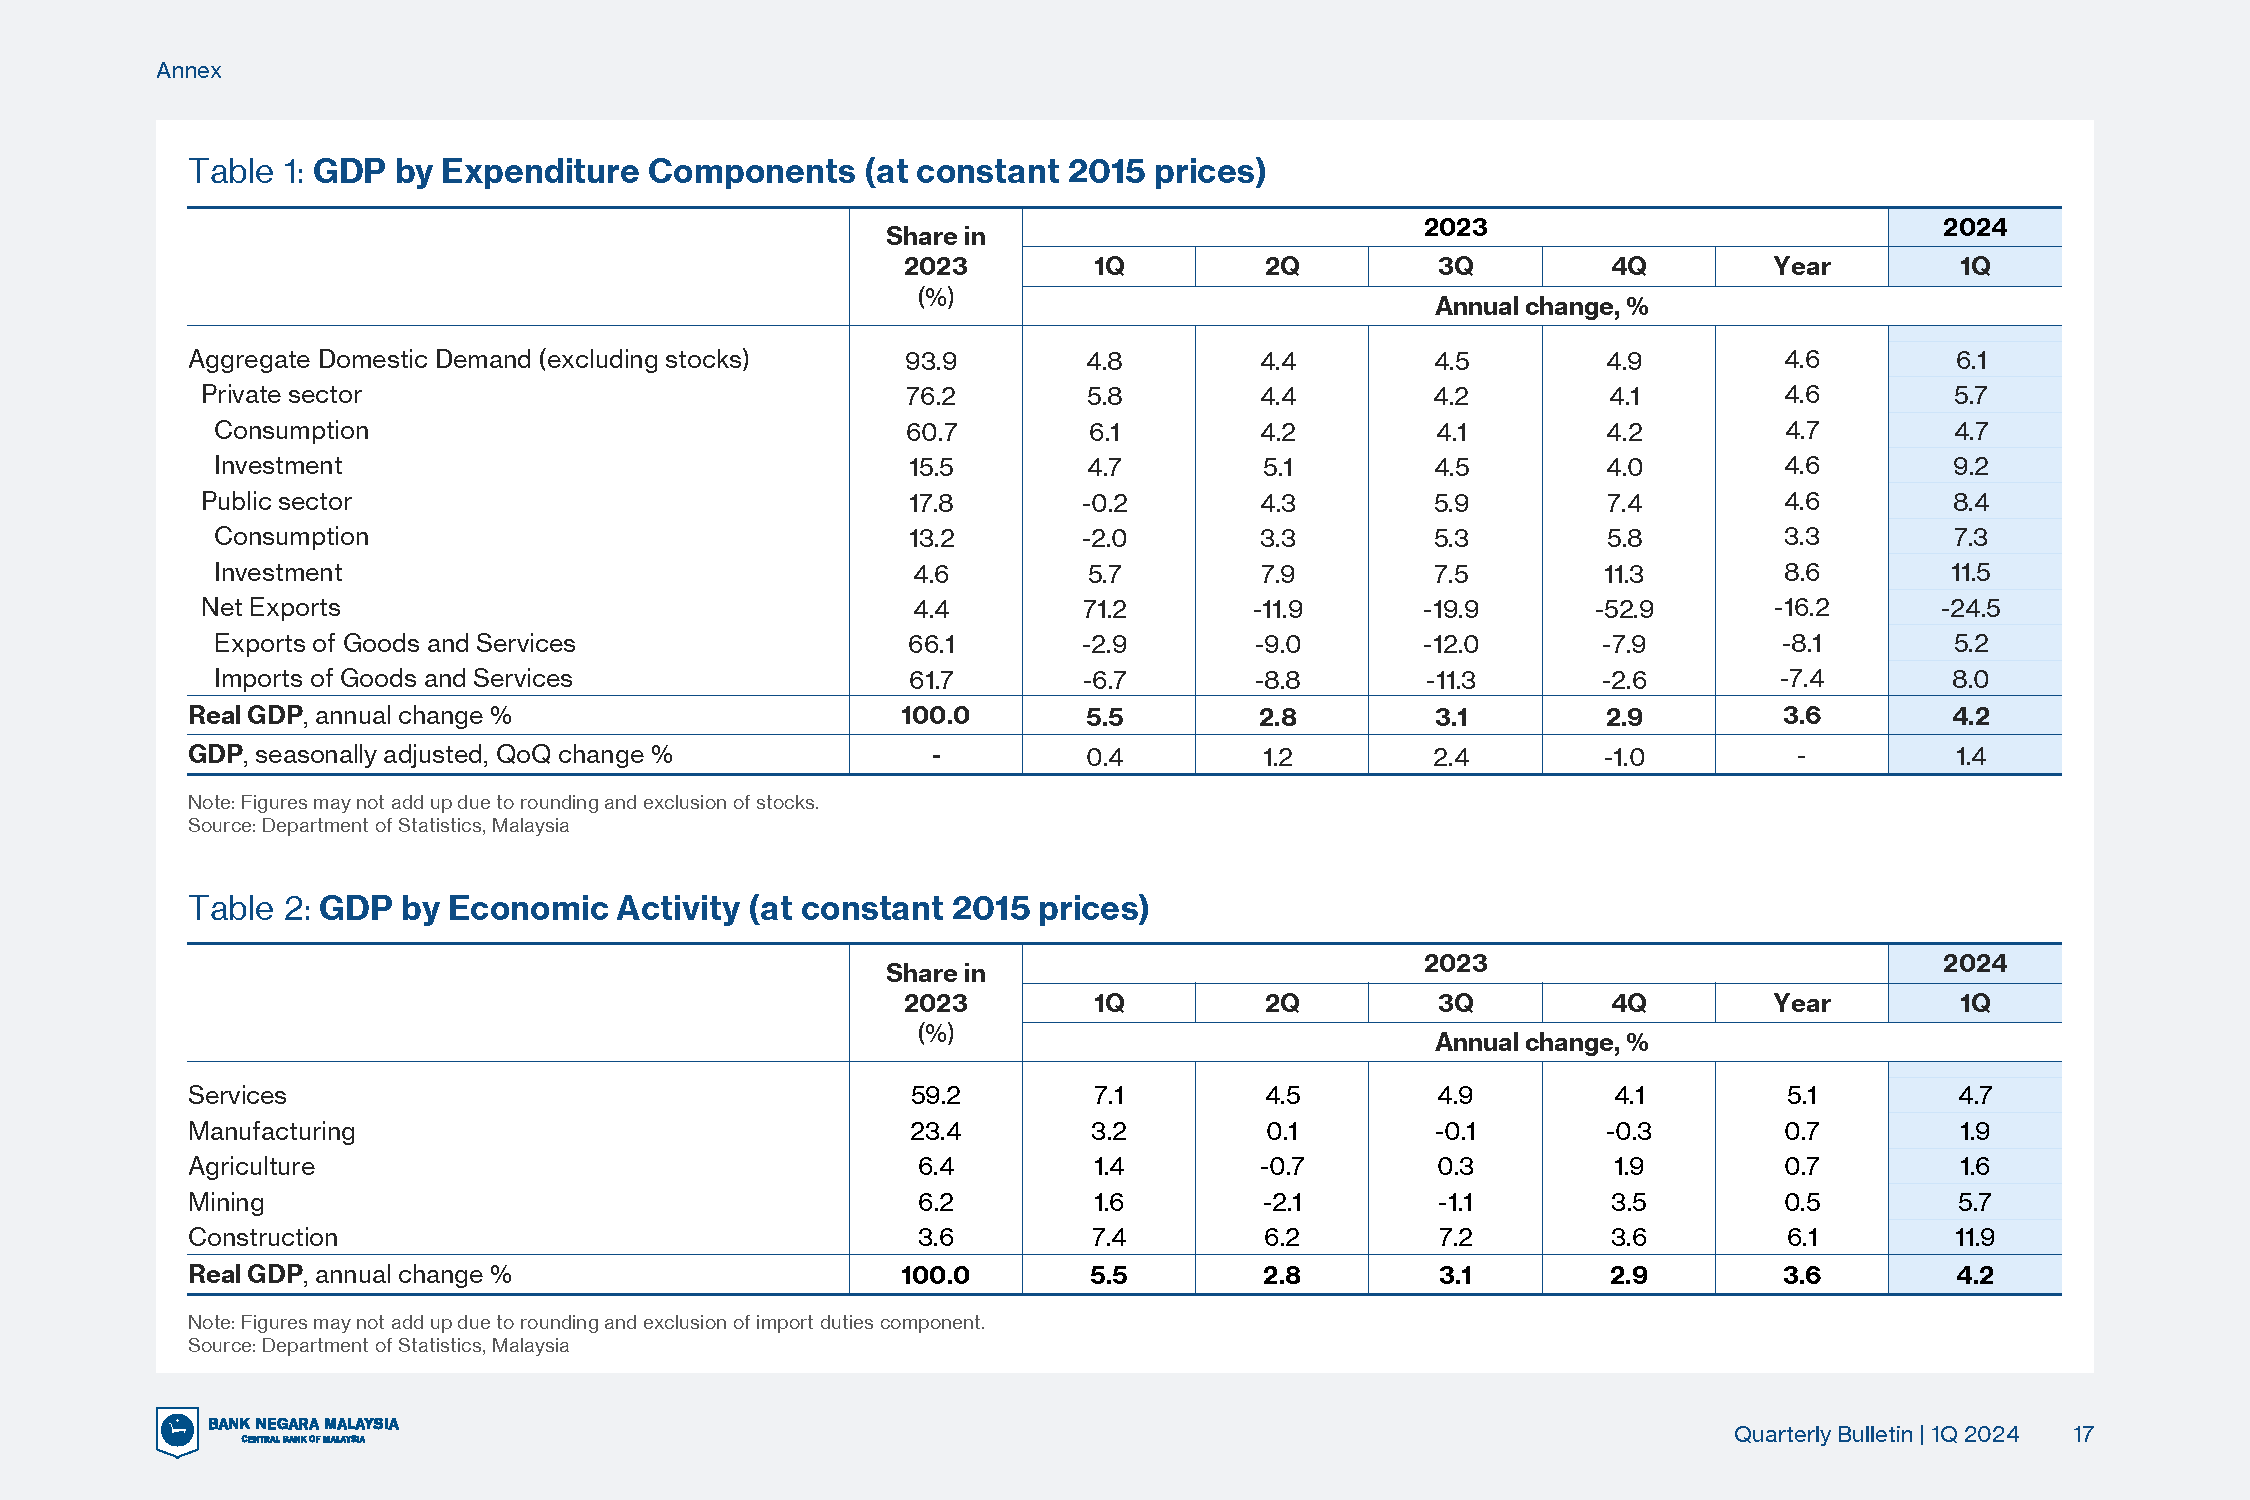 Annex
Table 1: GDP by Expenditure Components (at constant 2015 prices)
Share in 2023 (%) 2023 2024
1Q 2Q 3Q 4Q Year 1Q
Annual change, %
Aggregate Domestic Demand (excluding stocks) 93.9 4.8 4.4 4.5 4.9 4.6 6.1
Private sector 76.2 5.8 4.4 4.2 4.1 4.6 5.7
Consumption 60.7 6.1 4.2 4.1 4.2 4.7 4.7
Investment 15.5 4.7 5.1 4.5 4.0 4.6 9.2
Public sector 17.8 -0.2 4.3 5.9 7.4 4.6 8.4
Consumption 13.2 -2.0 3.3 5.3 5.8 3.3 7.3
Investment 4.6 5.7 7.9 7.5 11.3 8.6 11.5
Net Exports 4.4 71.2 -11.9 -19.9 -52.9 -16.2 -24.5
Exports of Goods and Services 66.1 -2.9 -9.0 -12.0 -7.9 -8.1 5.2
Imports of Goods and Services 61.7 -6.7 -8.8 -11.3 -2.6 -7.4 8.0
Real GDP, annual change % 100.0 5.5 2.8 3.1 2.9 3.6 4.2
GDP, seasonally adjusted, QoQ change % - 0.4 1.2 2.4 -1.0 - 1.4
Note: Figures may not add up due to rounding and exclusion of stocks.
Source: Department of Statistics, Malaysia
Table 2: GDP by Economic Activity (at constant 2015 prices)
Share in 2023 (%) 2023 2024
1Q 2Q 3Q 4Q Year 1Q
Annual change, %
Services 59.2 7.1 4.5 4.9 4.1 5.1 4.7
Manufacturing 23.4 3.2 0.1 -0.1 -0.3 0.7 1.9
Agriculture 6.4 1.4 -0.7 0.3 1.9 0.7 1.6
Mining 6.2 1.6 -2.1 -1.1 3.5 0.5 5.7
Construction 3.6 7.4 6.2 7.2 3.6 6.1 11.9
Real GDP, annual change % 100.0 5.5 2.8 3.1 2.9 3.6 4.2
Note: Figures may not add up due to rounding and exclusion of import duties component.
Source: Department of Statistics, Malaysia
BANK NEGARA MALAYSIA
CENTRAL BANK OF MALAYSIA
Quarterly Bulletin | 1Q 2024 17